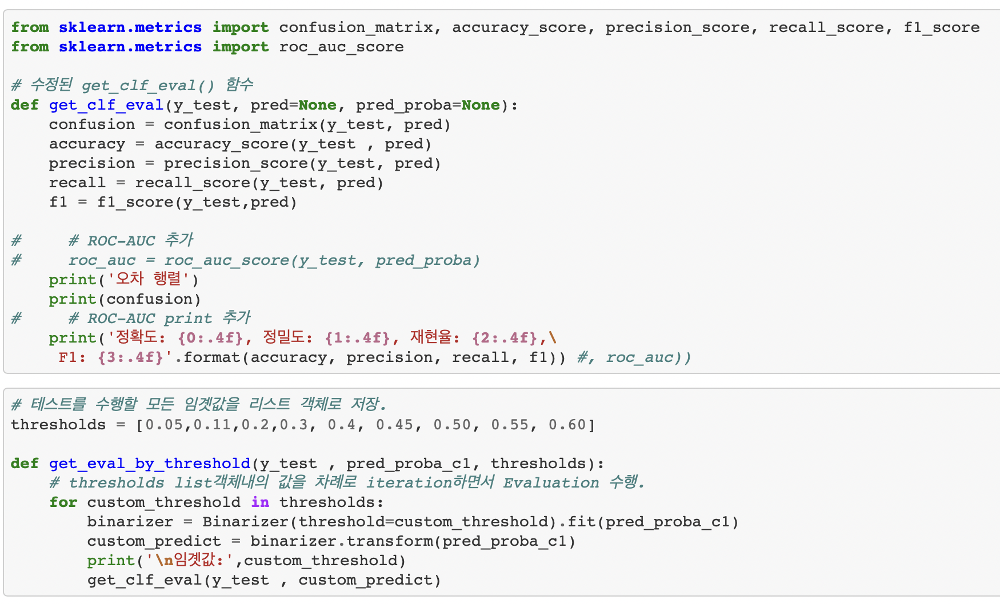 from sklearn.metrics import confusion_matrix, accuracy_score, precision_score, recall_score, f1_score
from sklearn.metrics import roc_auc_score

# 수정된 get_clf_eval() 함수
def get_clf_eval(y_test, pred=None, pred_proba=None):
    confusion = confusion_matrix(y_test, pred)
    accuracy = accuracy_score(y_test , pred)
    precision = precision_score(y_test, pred)
    recall = recall_score(y_test, pred)
    f1 = f1_score(y_test,pred)

#     # ROC-AUC 추가
#     roc_auc = roc_auc_score(y_test, pred_proba)
    print('오차 행렬')
    print(confusion)
#     # ROC-AUC print 추가
    print('정확도: {0:.4f}, 정밀도: {1:.4f}, 재현율: {2:.4f},\
     F1: {3:.4f}'.format(accuracy, precision, recall, f1)) #, roc_auc))

# 테스트를 수행할 모든 임곗값을 리스트 객체로 저장.
thresholds = [0.05,0.11,0.2,0.3, 0.4, 0.45, 0.50, 0.55, 0.60]

def get_eval_by_threshold(y_test , pred_proba_c1, thresholds):
    # thresholds list객체내의 값을 차례로 iteration하면서 Evaluation 수행.
    for custom_threshold in thresholds:
        binarizer = Binarizer(threshold=custom_threshold).fit(pred_proba_c1)
        custom_predict = binarizer.transform(pred_proba_c1)
        print('\n임곗값:',custom_threshold)
        get_clf_eval(y_test , custom_predict)